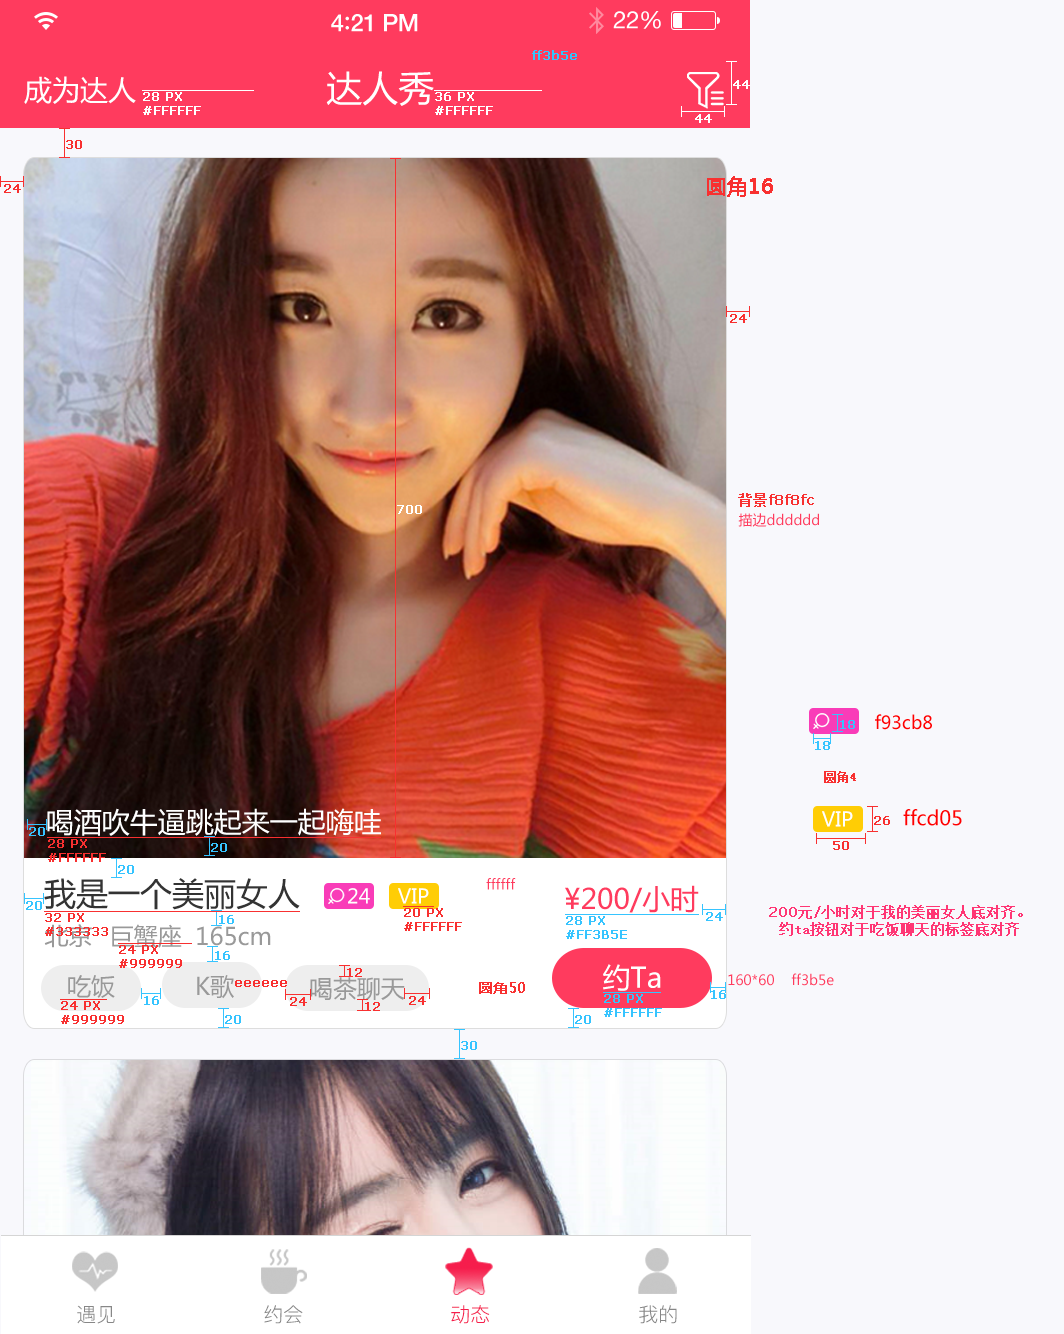 4:21 PM
22%
ff3b5e
成为达人
28 PX
#FFFFFF
达人秀
36 PX
#FFFFFF
44
44
30
24
圆角16
24
700
背景f8f8fc
描边dddddd
18
f93cb8
18
圆角4
VIP
26
ffcd05
50
20
喝酒吹牛逼跳起来一起嗨哇
28 PX
#FFFFFF
20
20
20
我是一个美丽女人
24
VIP
ffffff
¥200/小时
24
32 PX
#333333
16
20 PX
#FFFFFF
28 PX
#FF3B5E
200元/小时对于我的美丽女人底对齐。
约ta按钮对于吃饭聊天的标签底对齐
北京 巨蟹座 165cm
24 PX
#999999
16
吃饭
16
K歌
eeeeee
24
12
喝茶聊天
12
24
圆角50
约Ta
16
160*60 ff3b5e
24 PX
#999999
28 PX
#FFFFFF
20
20
30
遇见
约会
动态
我的